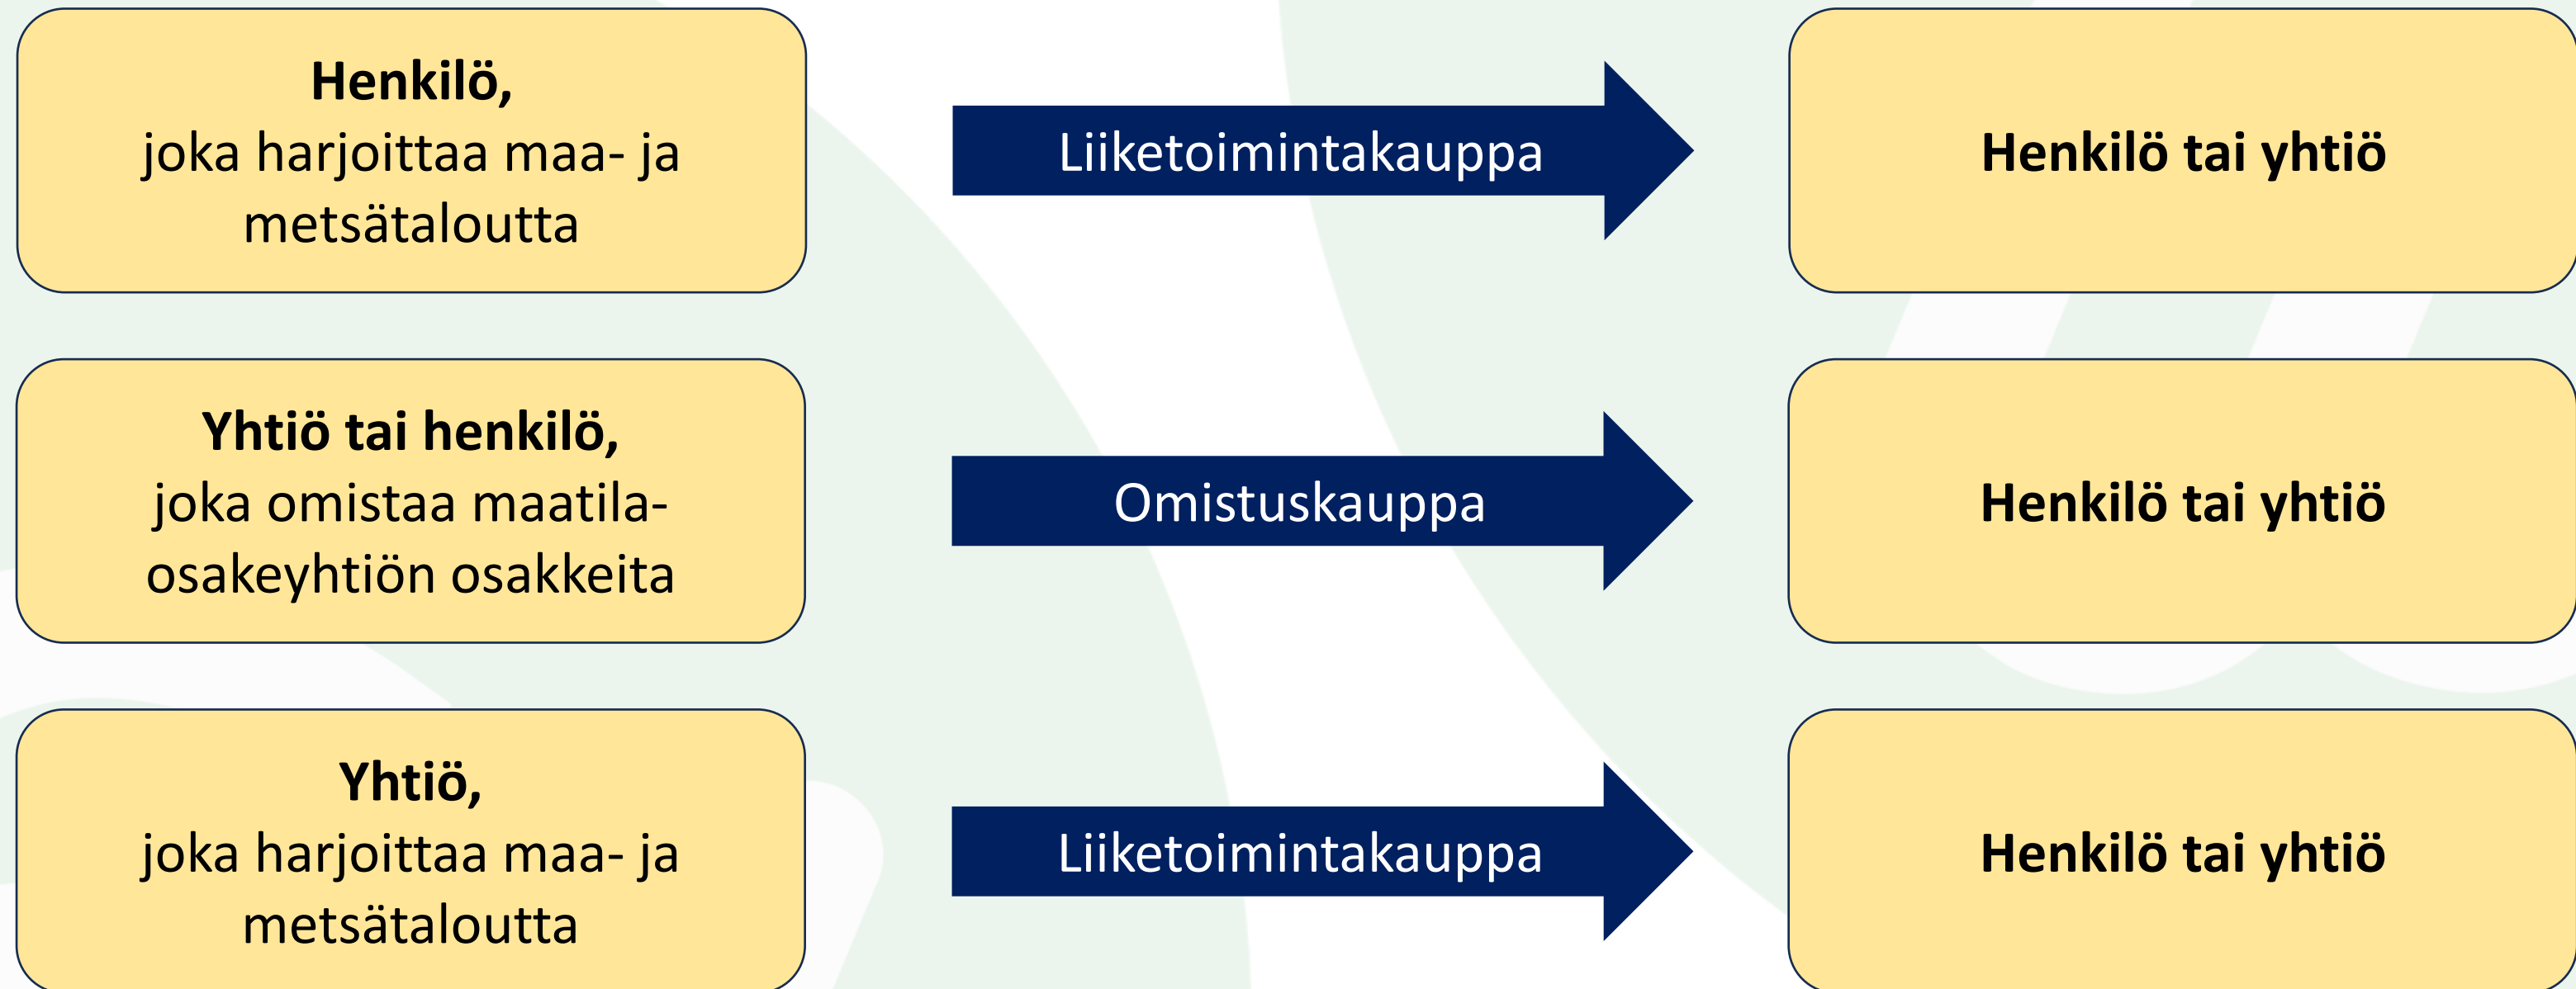 Henkilö,
joka harjoittaa maa- ja
metsätaloutta
Liiketoimintakauppa
Henkilö tai yhtiö
Yhtiö tai henkilö,
joka omistaa maatila-
osakeyhtiön osakkeita
Omistuskauppa
Henkilö tai yhtiö
Yhtiö,
joka harjoittaa maa- ja
metsätaloutta
Liiketoimintakauppa
Henkilö tai yhtiö